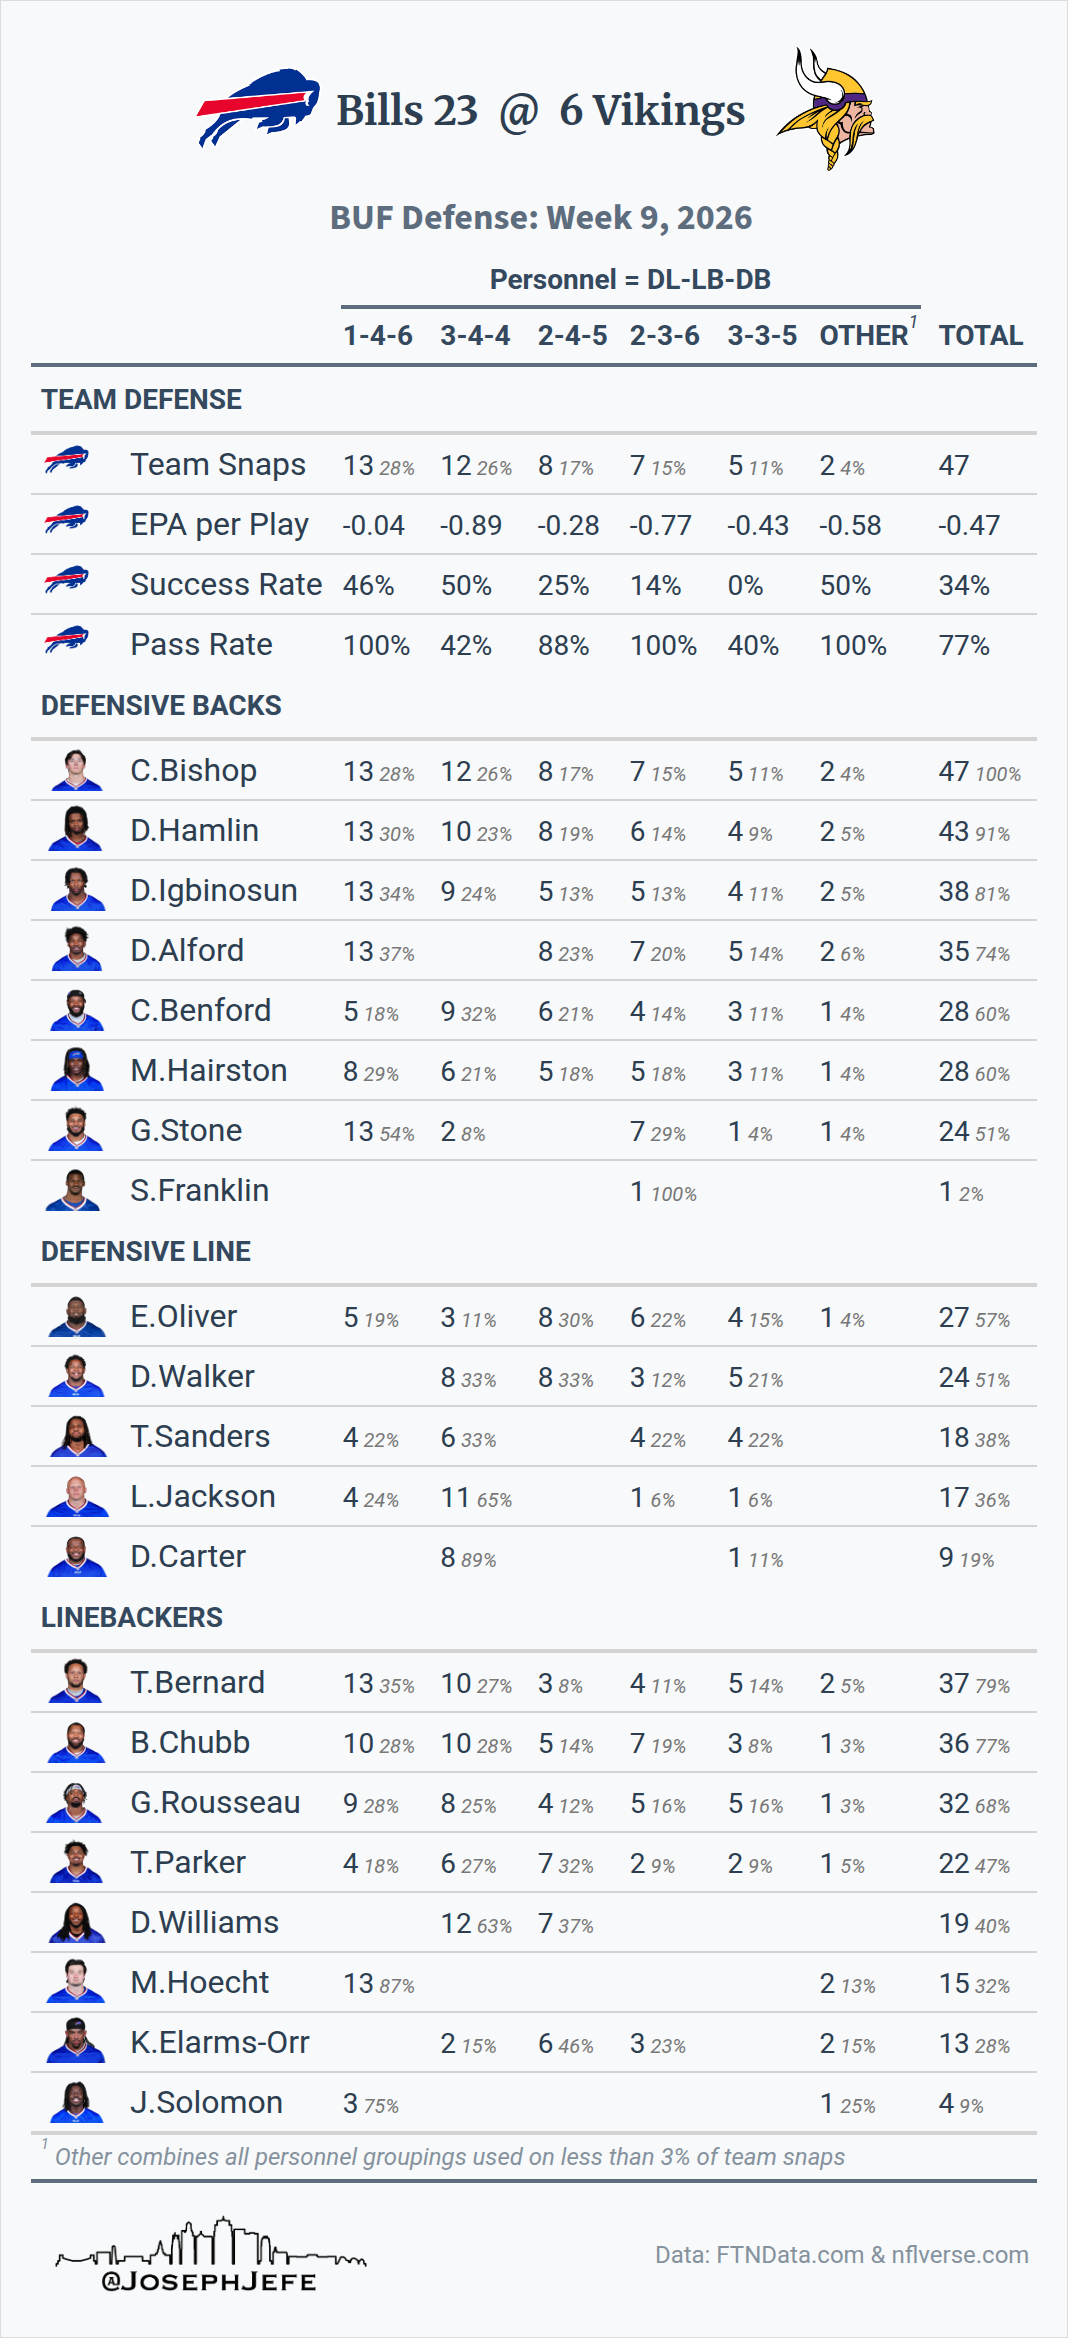 Bills 23 @ 6 Vikings
BUF Defense: Week 9, 2026
Personnel = DL-LB-DB
1-4-6 3-4-4 2-4-5 2-3-6 3-3-5 OTHER1 TOTAL
TEAM DEFENSE
Team Snaps 13 28% 12 26% 8 17% 7 15% 5 11% 2 4% 47
EPA per Play -0.04 -0.89 -0.28 -0.77 -0.43 -0.58 -0.47
Success Rate 46% 50% 25% 14% 0% 50% 34%
Pass Rate 100% 42% 88% 100% 40% 100% 77%
DEFENSIVE BACKS
C.Bishop 13 28% 12 26% 8 17% 7 15% 5 11% 2 4% 47 100%
D.Hamlin 13 30% 10 23% 8 19% 6 14% 4 9% 2 5% 43 91%
D.Igbinosun 13 34% 9 24% 5 13% 5 13% 4 11% 2 5% 38 81%
D.Alford 13 37% 8 23% 7 20% 5 14% 2 6% 35 74%
C.Benford 5 18% 9 32% 6 21% 4 14% 3 11% 1 4% 28 60%
M.Hairston 8 29% 6 21% 5 18% 5 18% 3 11% 1 4% 28 60%
G.Stone 13 54% 2 8% 7 29% 1 4% 1 4% 24 51%
S.Franklin 1 100% 1 2%
DEFENSIVE LINE
E.Oliver 5 19% 3 11% 8 30% 6 22% 4 15% 1 4% 27 57%
D.Walker 8 33% 8 33% 3 12% 5 21% 24 51%
T.Sanders 4 22% 6 33% 4 22% 4 22% 18 38%
L.Jackson 4 24% 11 65% 1 6% 1 6% 17 36%
D.Carter 8 89% 1 11% 9 19%
LINEBACKERS
T.Bernard 13 35% 10 27% 3 8% 4 11% 5 14% 2 5% 37 79%
B.Chubb 10 28% 10 28% 5 14% 7 19% 3 8% 1 3% 36 77%
G.Rousseau 9 28% 8 25% 4 12% 5 16% 5 16% 1 3% 32 68%
T.Parker 4 18% 6 27% 7 32% 2 9% 2 9% 1 5% 22 47%
D.Williams 12 63% 7 37% 19 40%
M.Hoecht 13 87% 2 13% 15 32%
K.Elarms-Orr 2 15% 6 46% 3 23% 2 15% 13 28%
J.Solomon 3 75% 1 25% 4 9%
1 Other combines all personnel groupings used on less than 3% of team snaps
@JOSEPHJEFE
Data: FTNData.com & nflverse.com